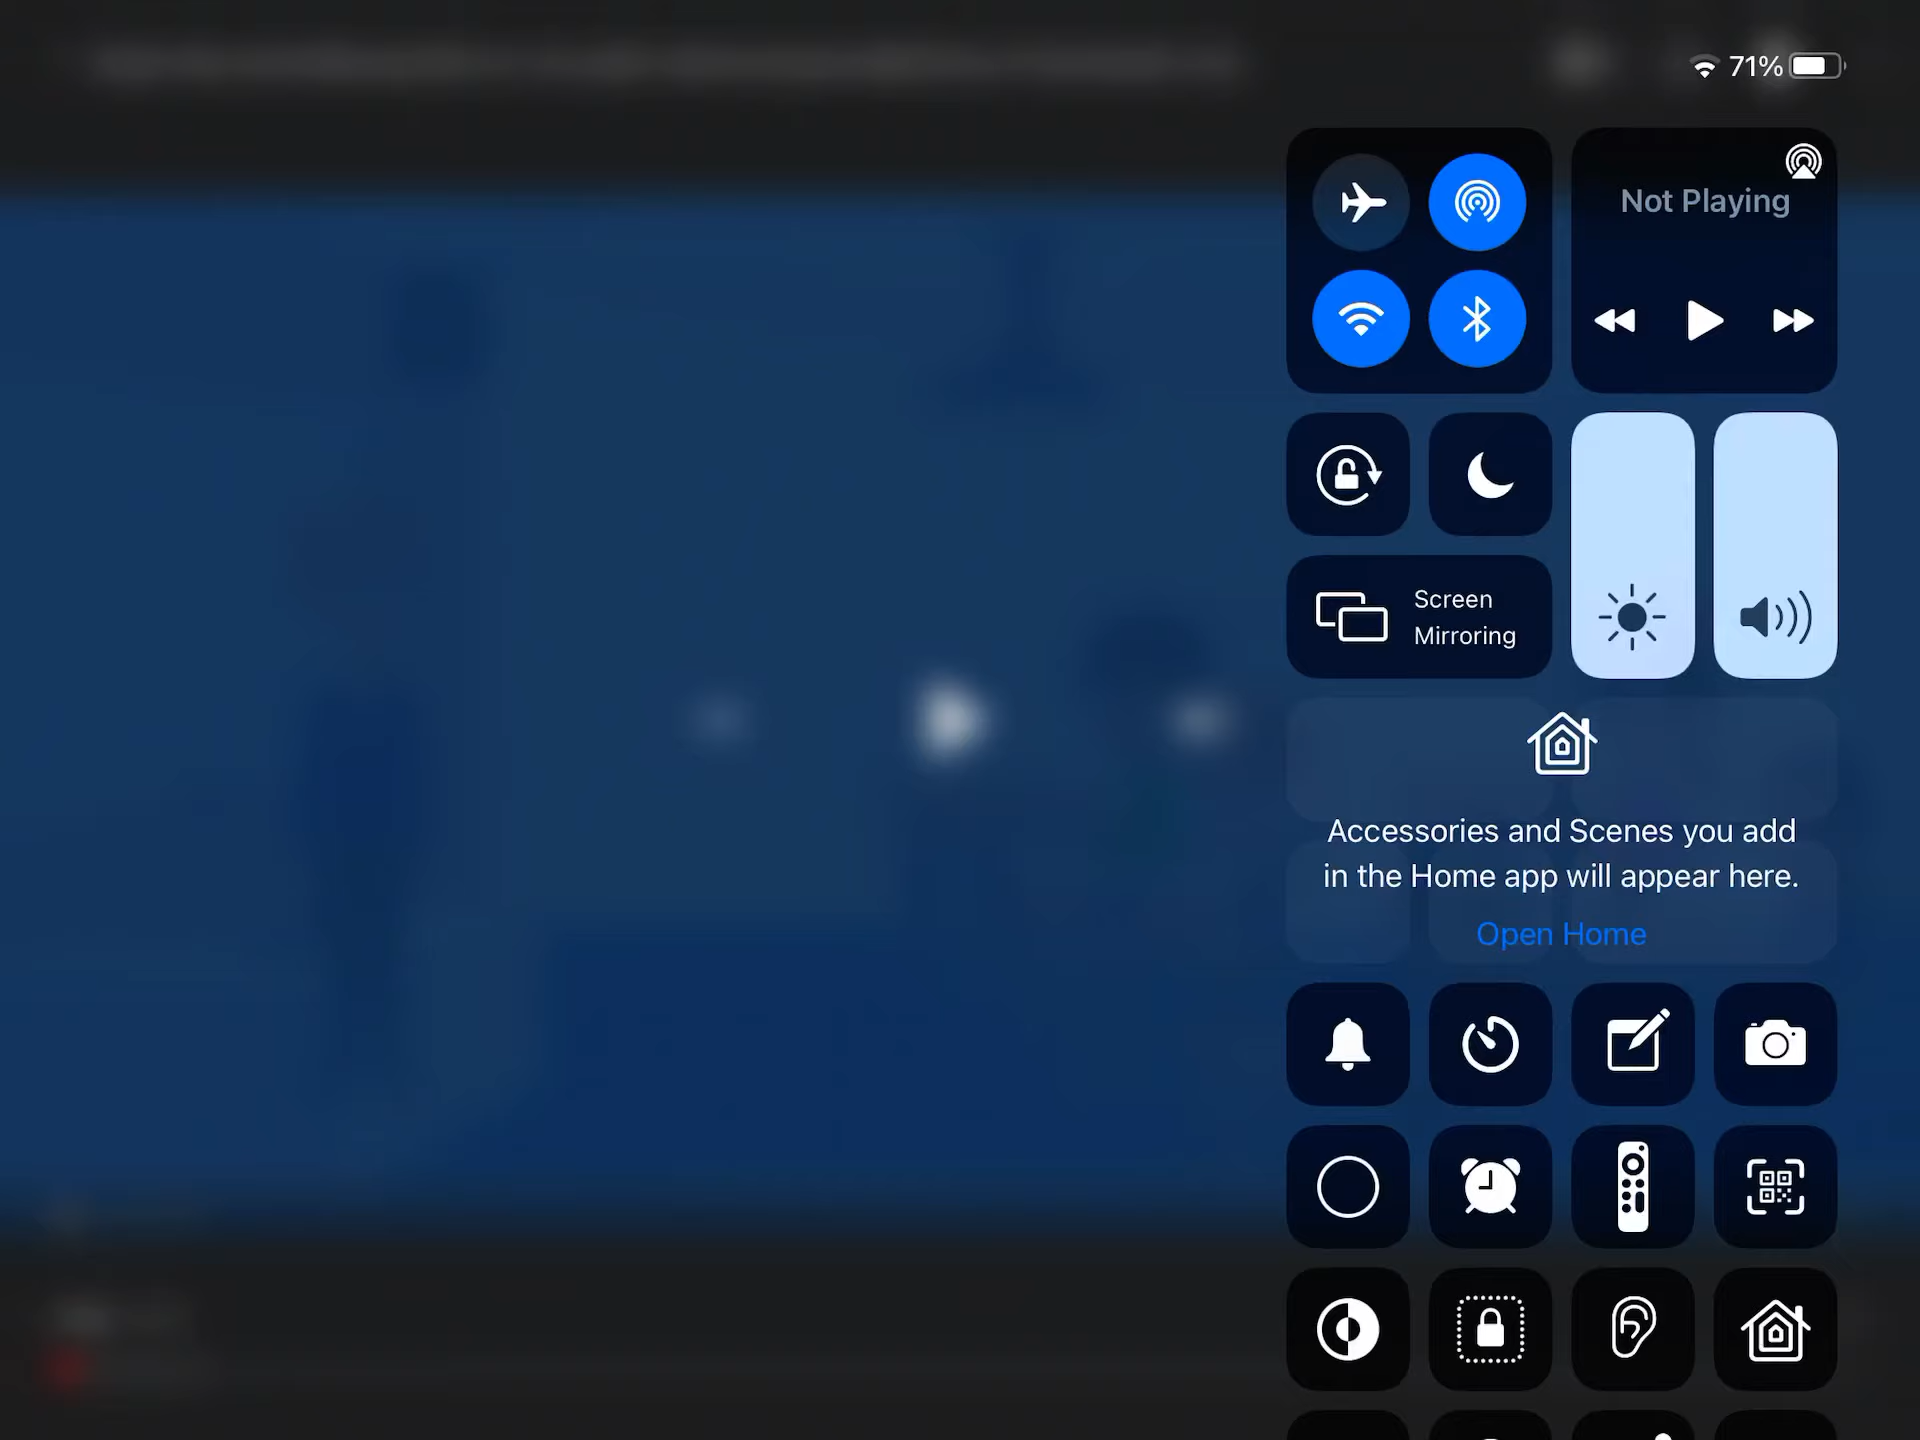 71%
Not Playing
Screen
Mirroring
Accessories and Scenes you add
in the Home app will appear here.
Open Home